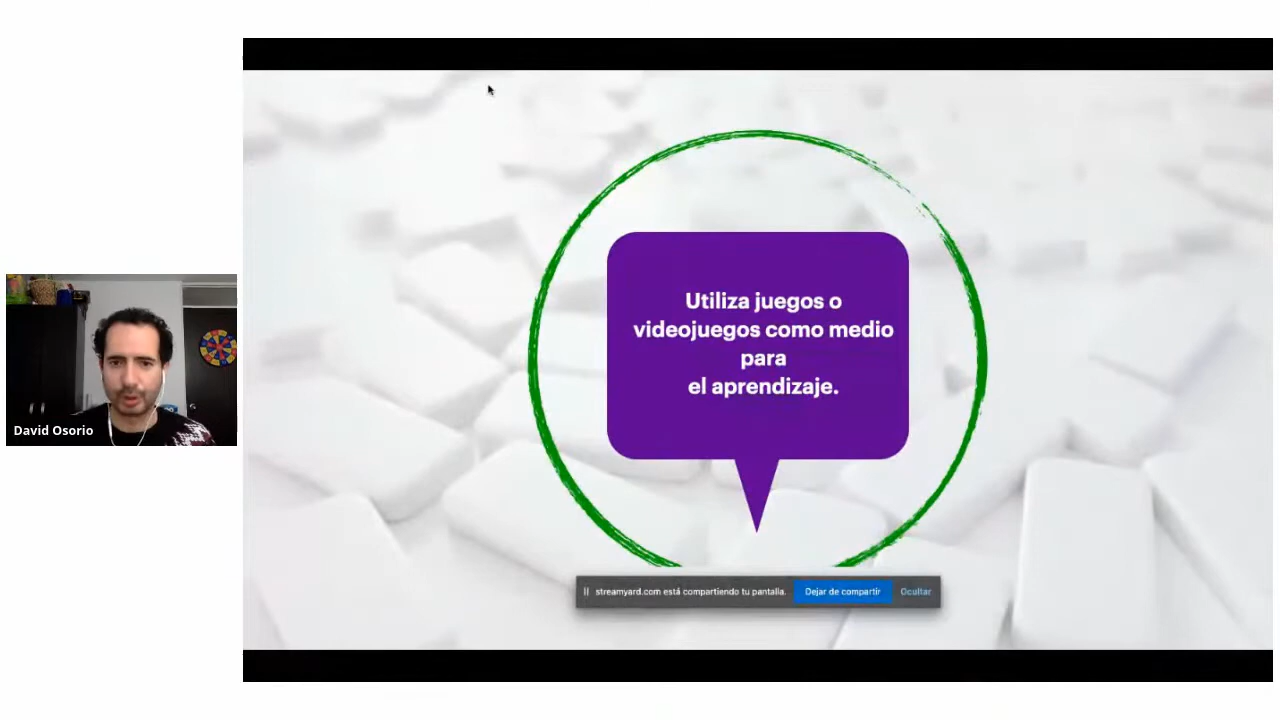 Utiliza juegos o
videojuegos como medio
para
el aprendizaje.
David Osorio
streamyard.com está compartiendo tu pantalla. Dejar de compartir Ocultar